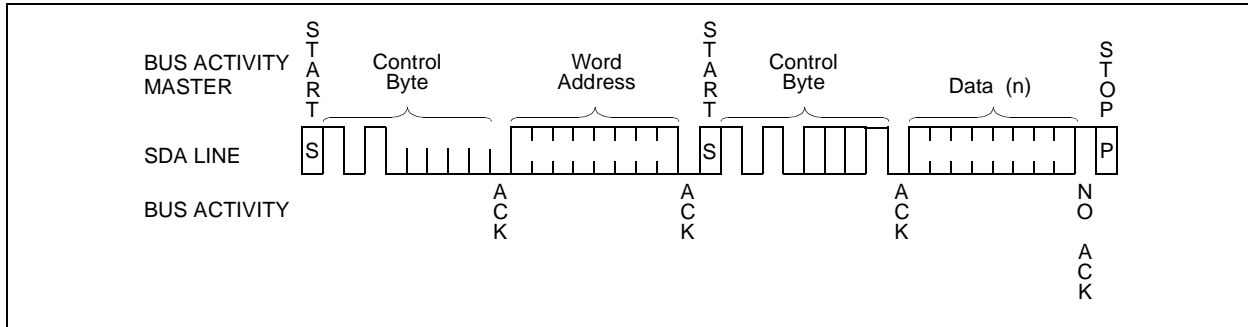 BUS ACTIVITY
MASTER
START
Control
Byte
Word
Address
START
Control
Byte
Data (n)
STOP
SDA LINE
S
S
P
BUS ACTIVITY
ACK
ACK
ACK
NO ACK